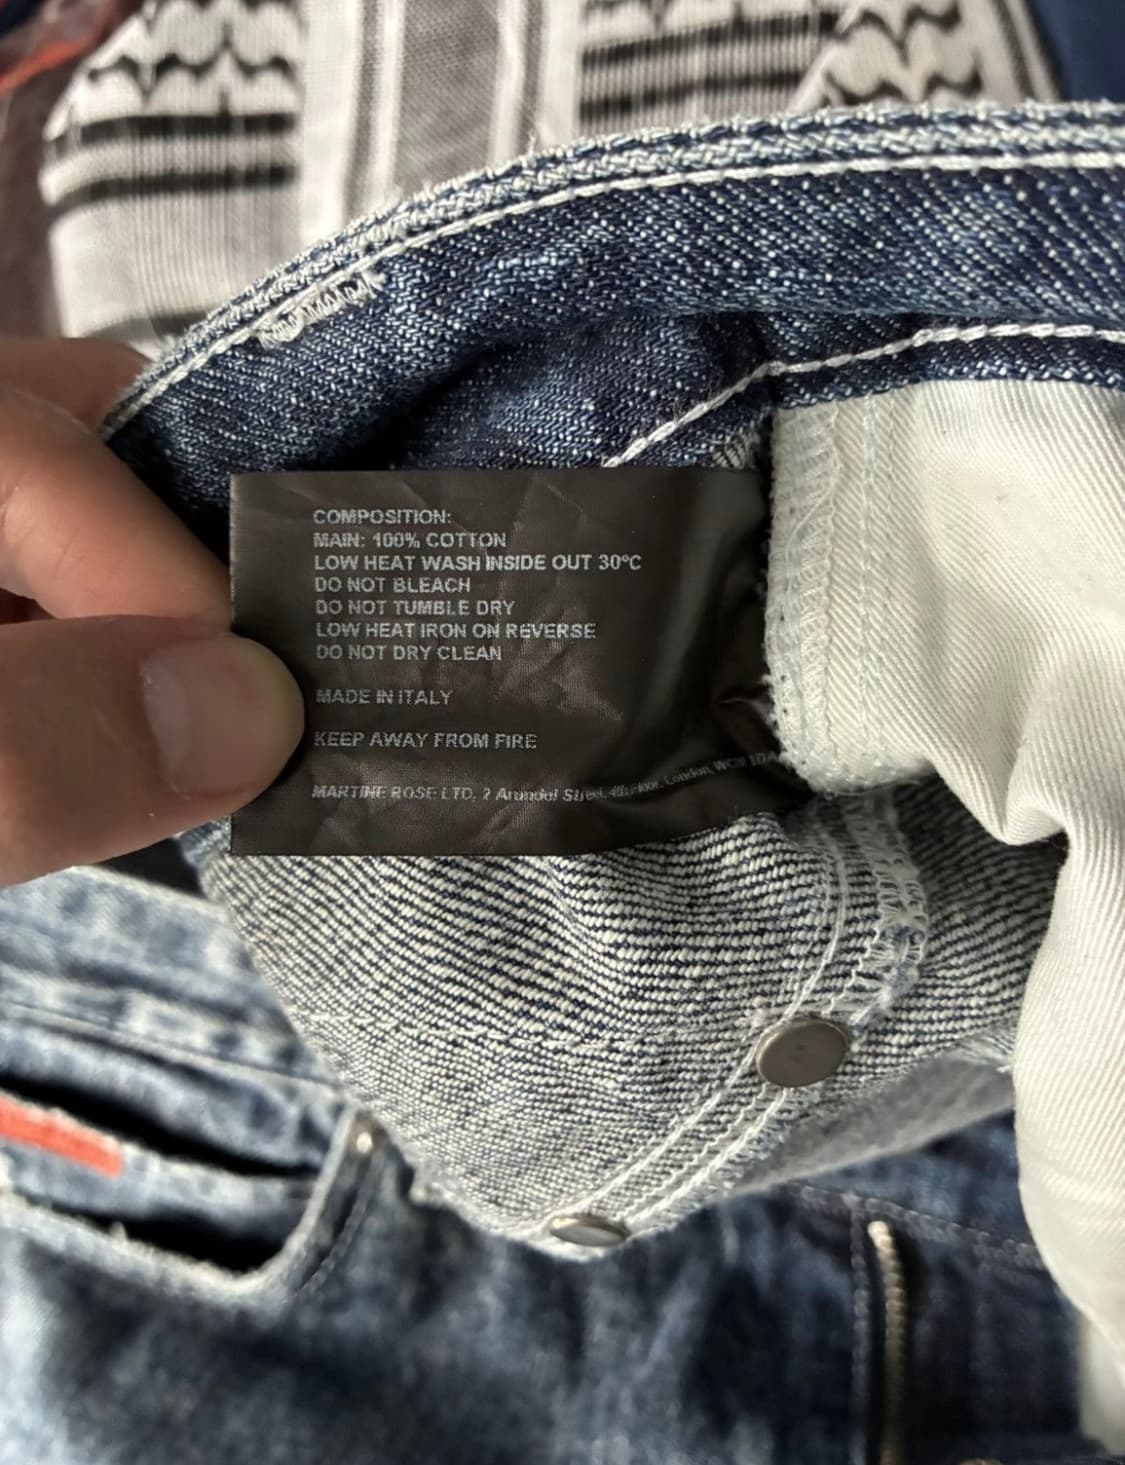 COMPOSITION:
MAIN: 100% COTTON
LOW HEAT WASH INSIDE OUT 30°C
DO NOT BLEACH
DO NOT TUMBLE DRY
LOW HEAT IRON ON REVERSE
DO NOT DRY CLEAN
MADE IN ITALY
KEEP AWAY FROM FIRE
MARTINE ROSE LTD, 2 Arundel Street, 4th Floor, London,